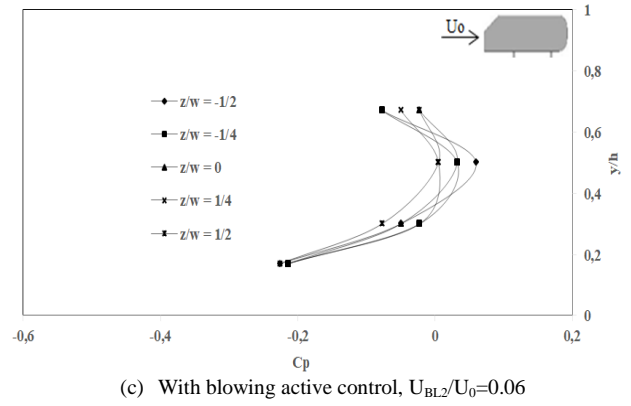 1
Uo
0,8
z/w = -1/2
z/w = -1/4
z/w = 0
z/w = 1/4
z/w = 1/2
0,6
y/h
0,4
0,2
0
-0,6
-0,4
-0,2
0
0,2
Cp
(c) With blowing active control, UBL2/U0=0.06